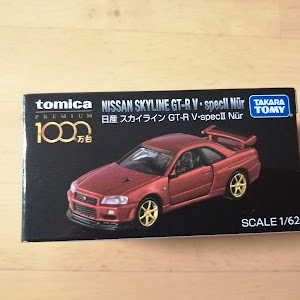 tomica
PREMIUM
1000万台
NISSAN SKYLINE GT-R V・specII Nür
日産 スカイライン GT-R V・specII Nür
TAKARA
TOMY
SCALE 1/62